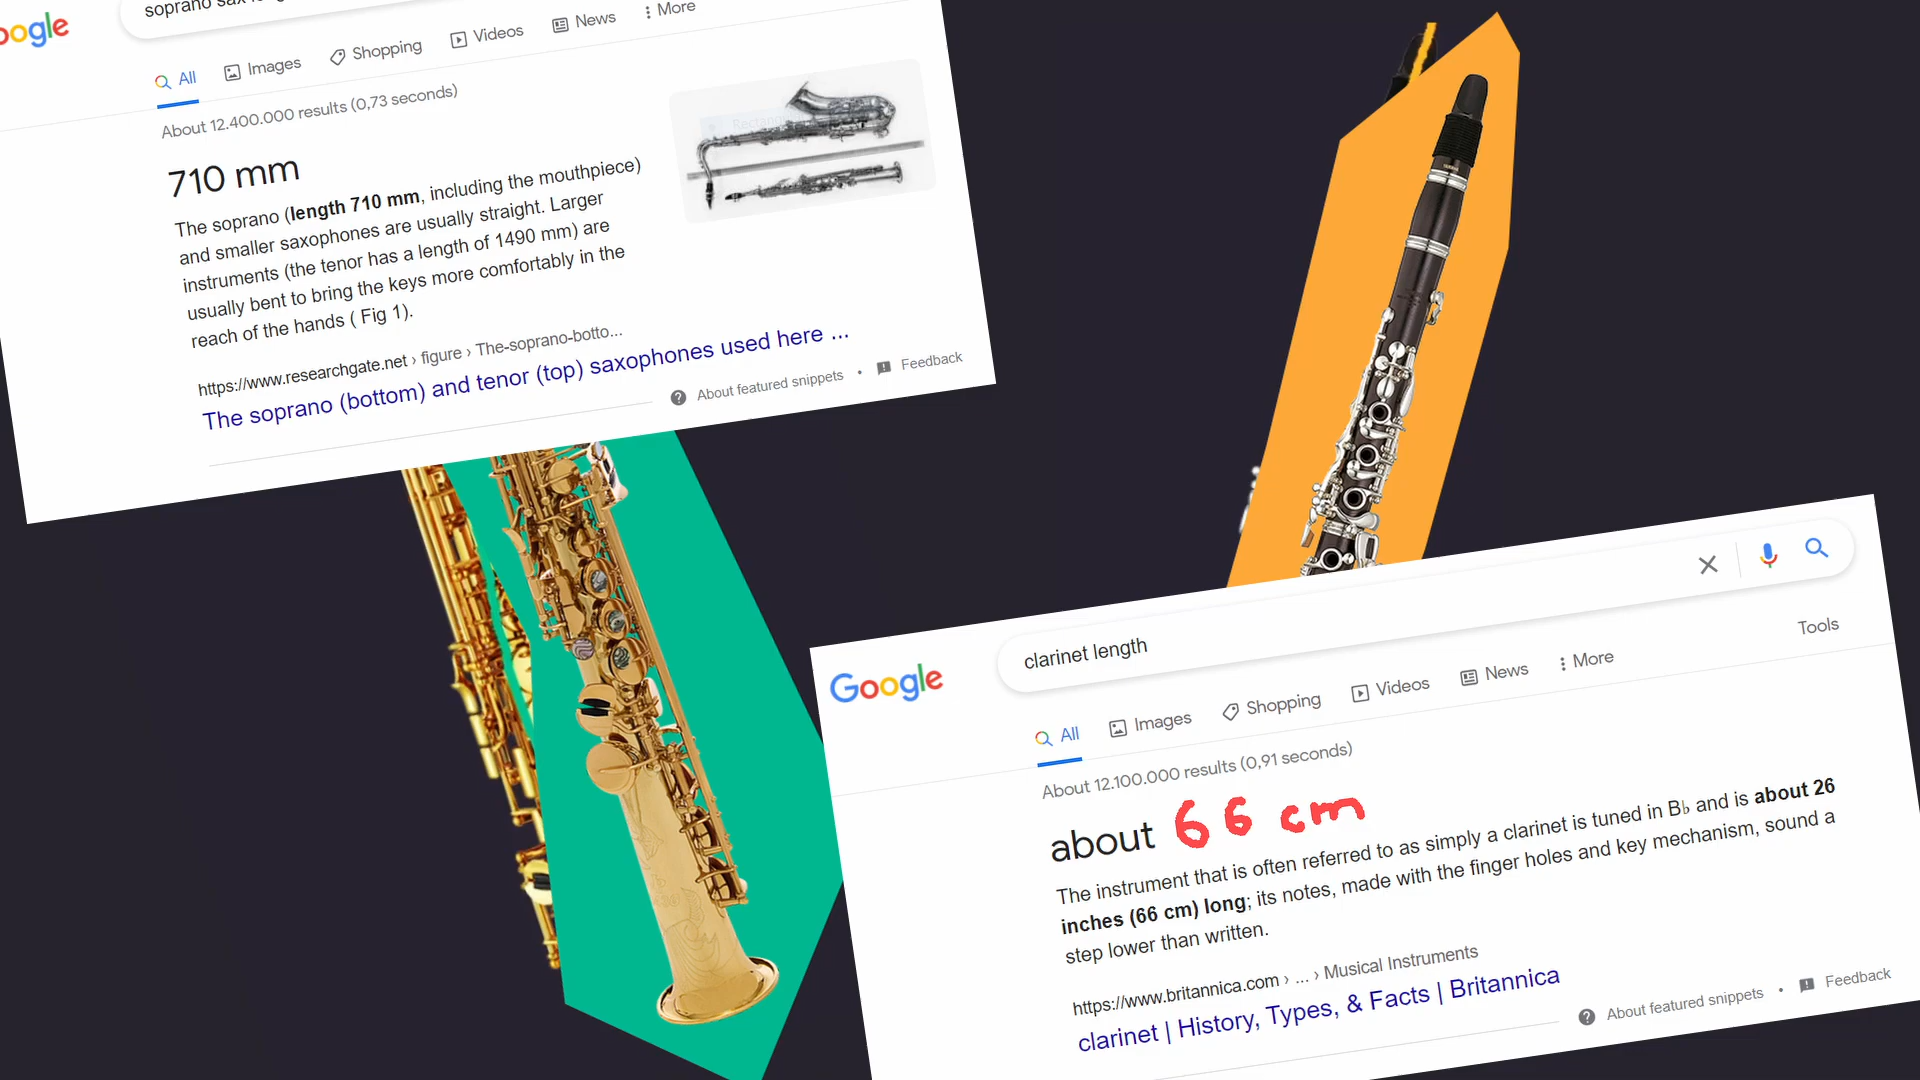 oogle
soprano sax
All
Images
Shopping
Videos
News
More
About 12.400.000 results (0,73 seconds)
710 mm
The soprano (length 710 mm, including the mouthpiece)
and smaller saxophones are usually straight. Larger
instruments (the tenor has a length of 1490 mm) are
usually bent to bring the keys more comfortably in the
reach of the hands ( Fig 1).
https://www.researchgate.net › figure › The-soprano-botto...
The soprano (bottom) and tenor (top) saxophones used here ...
About featured snippets • Feedback
Google
clarinet length
Tools
All
Images
Shopping
Videos
News
More
About 12.100.000 results (0,91 seconds)
about 66 cm
The instrument that is often referred to as simply a clarinet is tuned in B♭ and is about 26
inches (66 cm) long; its notes, made with the finger holes and key mechanism, sound a
step lower than written.
https://www.britannica.com › ... › Musical Instruments
clarinet | History, Types, & Facts | Britannica
About featured snippets • Feedback